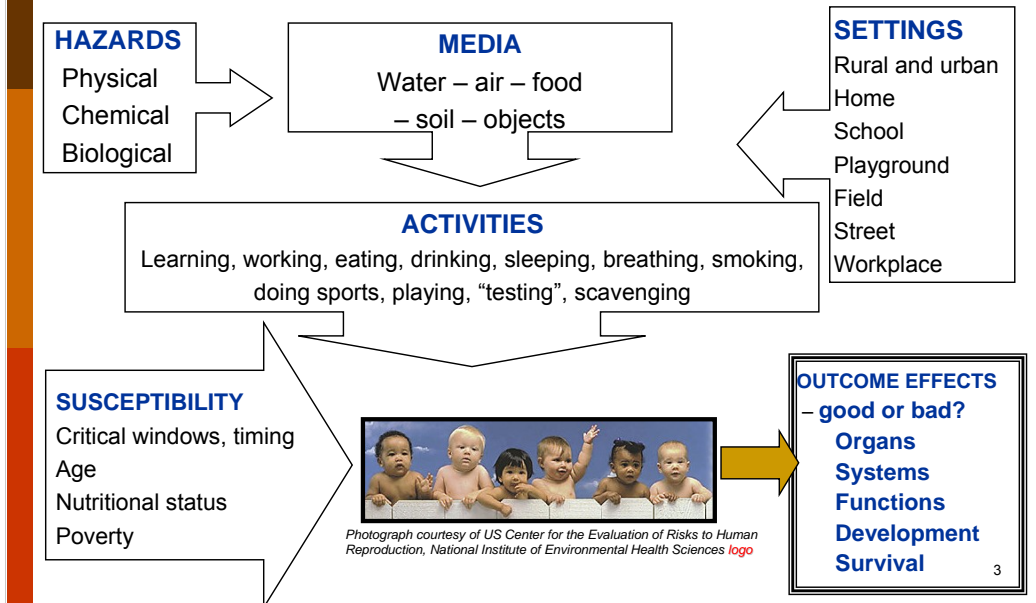 HAZARDS
Physical
Chemical
Biological
MEDIA
Water – air – food
– soil – objects
SETTINGS
Rural and urban
Home
School
Playground
Field
Street
Workplace
ACTIVITIES
Learning, working, eating, drinking, sleeping, breathing, smoking,
doing sports, playing, “testing”, scavenging
SUSCEPTIBILITY
Critical windows, timing
Age
Nutritional status
Poverty
Photograph courtesy of US Center for the Evaluation of Risks to Human
Reproduction, National Institute of Environmental Health Sciences logo
OUTCOME EFFECTS
– good or bad?
Organs
Systems
Functions
Development
Survival
3